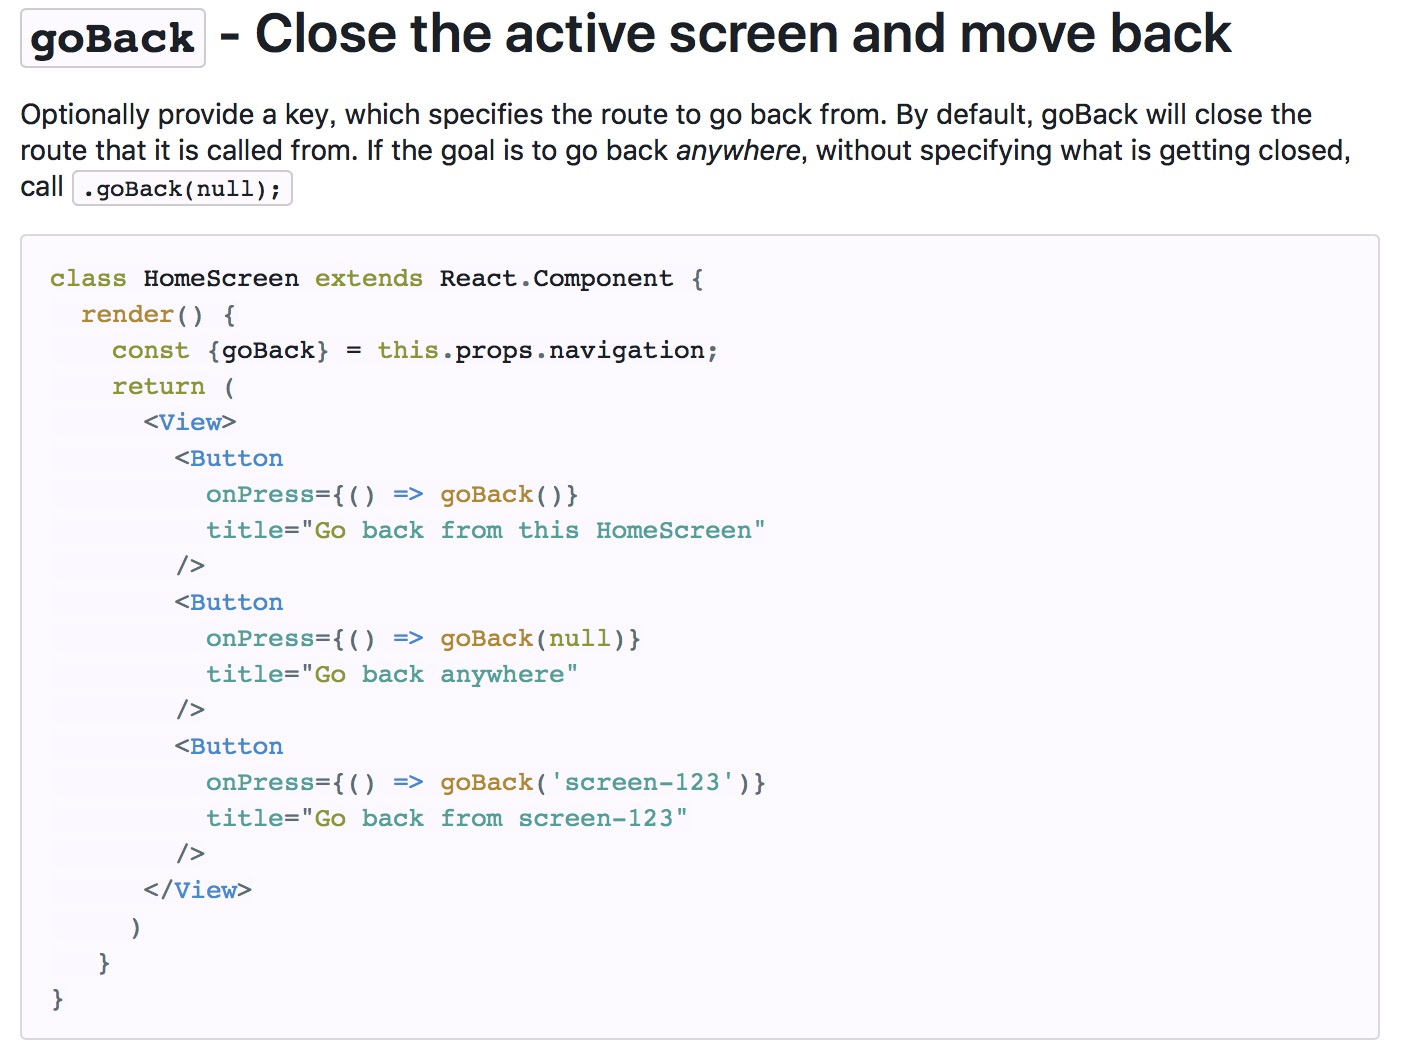 goBack - Close the active screen and move back
Optionally provide a key, which specifies the route to go back from. By default, goBack will close the
route that it is called from. If the goal is to go back anywhere, without specifying what is getting closed,
call .goBack(null);
class HomeScreen extends React.Component {
  render() {
    const {goBack} = this.props.navigation;
    return (
      <View>
        <Button
          onPress={() => goBack()}
          title="Go back from this HomeScreen"
        />
        <Button
          onPress={() => goBack(null)}
          title="Go back anywhere"
        />
        <Button
          onPress={() => goBack('screen-123')}
          title="Go back from screen-123"
        />
      </View>
     )
   }
}